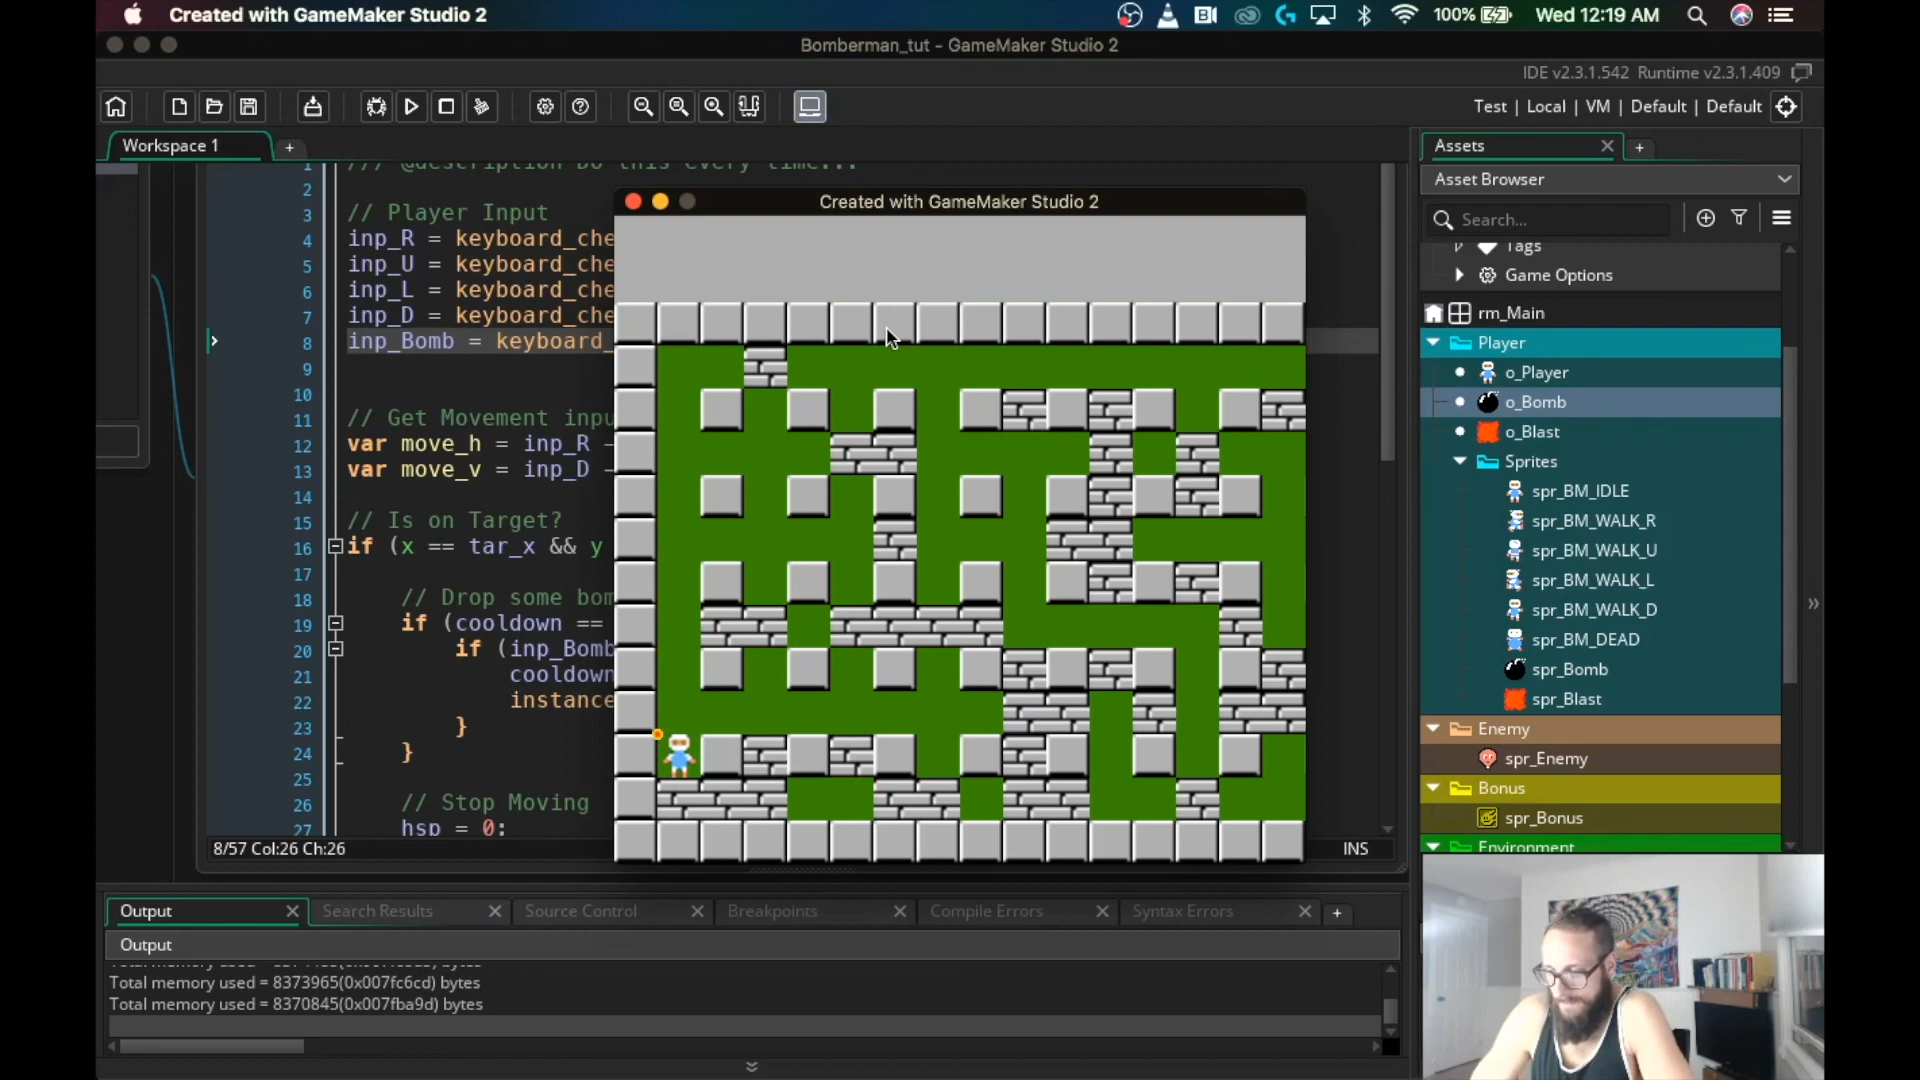 Created with GameMaker Studio 2
100%
Wed 12:19 AM
Bomberman_tut - GameMaker Studio 2
IDE v2.3.1.542 Runtime v2.3.1.409
Test | Local | VM | Default | Default
Workspace 1
+
1 /// @description Do this every time...
2
3 // Player Input
4 inp_R = keyboard_che
5 inp_U = keyboard_che
6 inp_L = keyboard_che
7 inp_D = keyboard_che
8 inp_Bomb = keyboard_
9
10
11 // Get Movement inpu
12 var move_h = inp_R -
13 var move_v = inp_D -
14
15 // Is on Target?
16 if (x == tar_x && y
17
18 // Drop some bom
19 if (cooldown ==
20 if (inp_Bomb
21 cooldown
22 instance
23 }
24 }
25
26 // Stop Moving
27 hsp = 0;
8/57 Col:26 Ch:26
INS
Created with GameMaker Studio 2
Assets
+
Asset Browser
Search...
Tags
Game Options
rm_Main
Player
o_Player
o_Bomb
o_Blast
Sprites
spr_BM_IDLE
spr_BM_WALK_R
spr_BM_WALK_U
spr_BM_WALK_L
spr_BM_WALK_D
spr_BM_DEAD
spr_Bomb
spr_Blast
Enemy
spr_Enemy
Bonus
spr_Bonus
Environment
Output
Search Results
Source Control
Breakpoints
Compile Errors
Syntax Errors
+
Output
Total memory used = 8373965(0x007fc6cd) bytes
Total memory used = 8370845(0x007fba9d) bytes